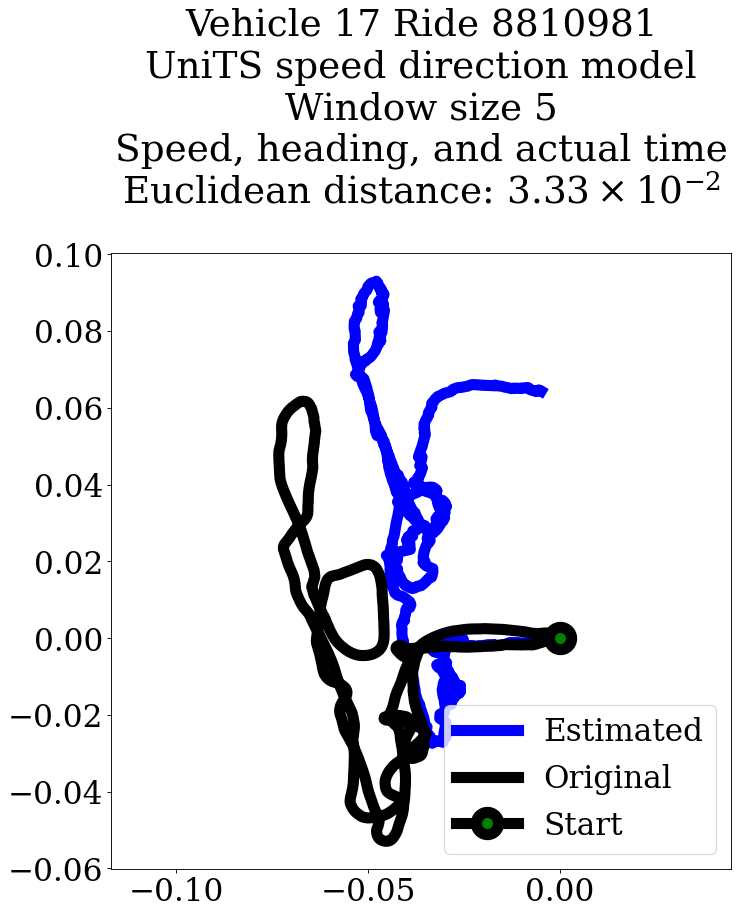 Vehicle 17 Ride 8810981
UniTS speed direction model
Window size 5
Speed, heading, and actual time
Euclidean distance: 3.33 × 10⁻²
0.10
0.08
0.06
0.04
0.02
0.00
−0.02
−0.04
−0.06
Estimated
Original
Start
−0.10
−0.05
0.00